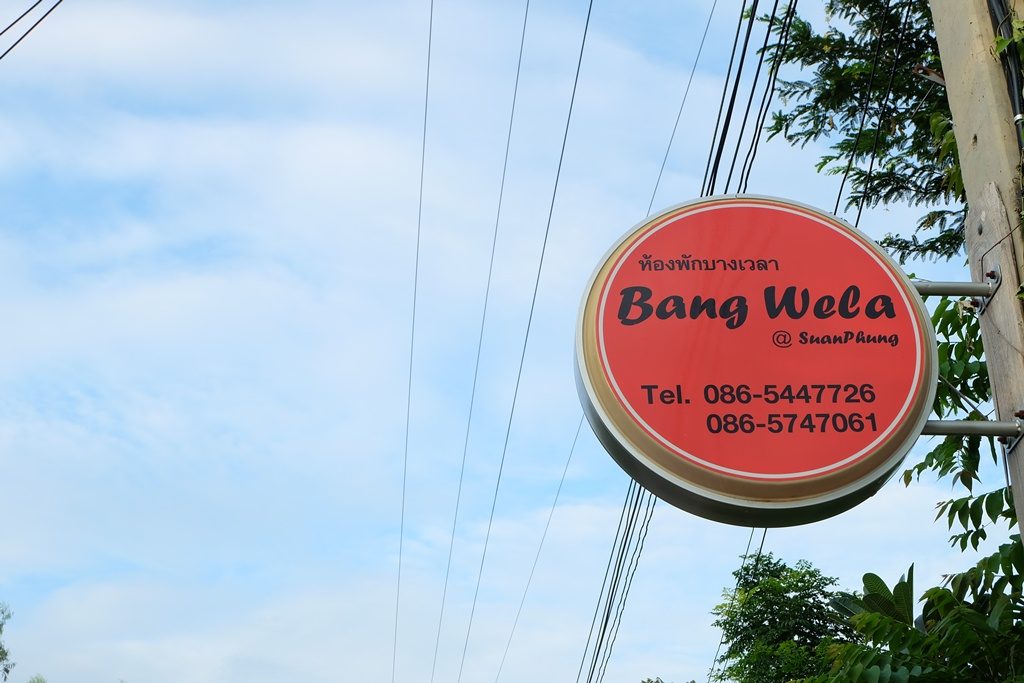 ห้องพักบางเวลา
Bang Wela
@ SuanPhung
Tel. 086-5447726
086-5747061